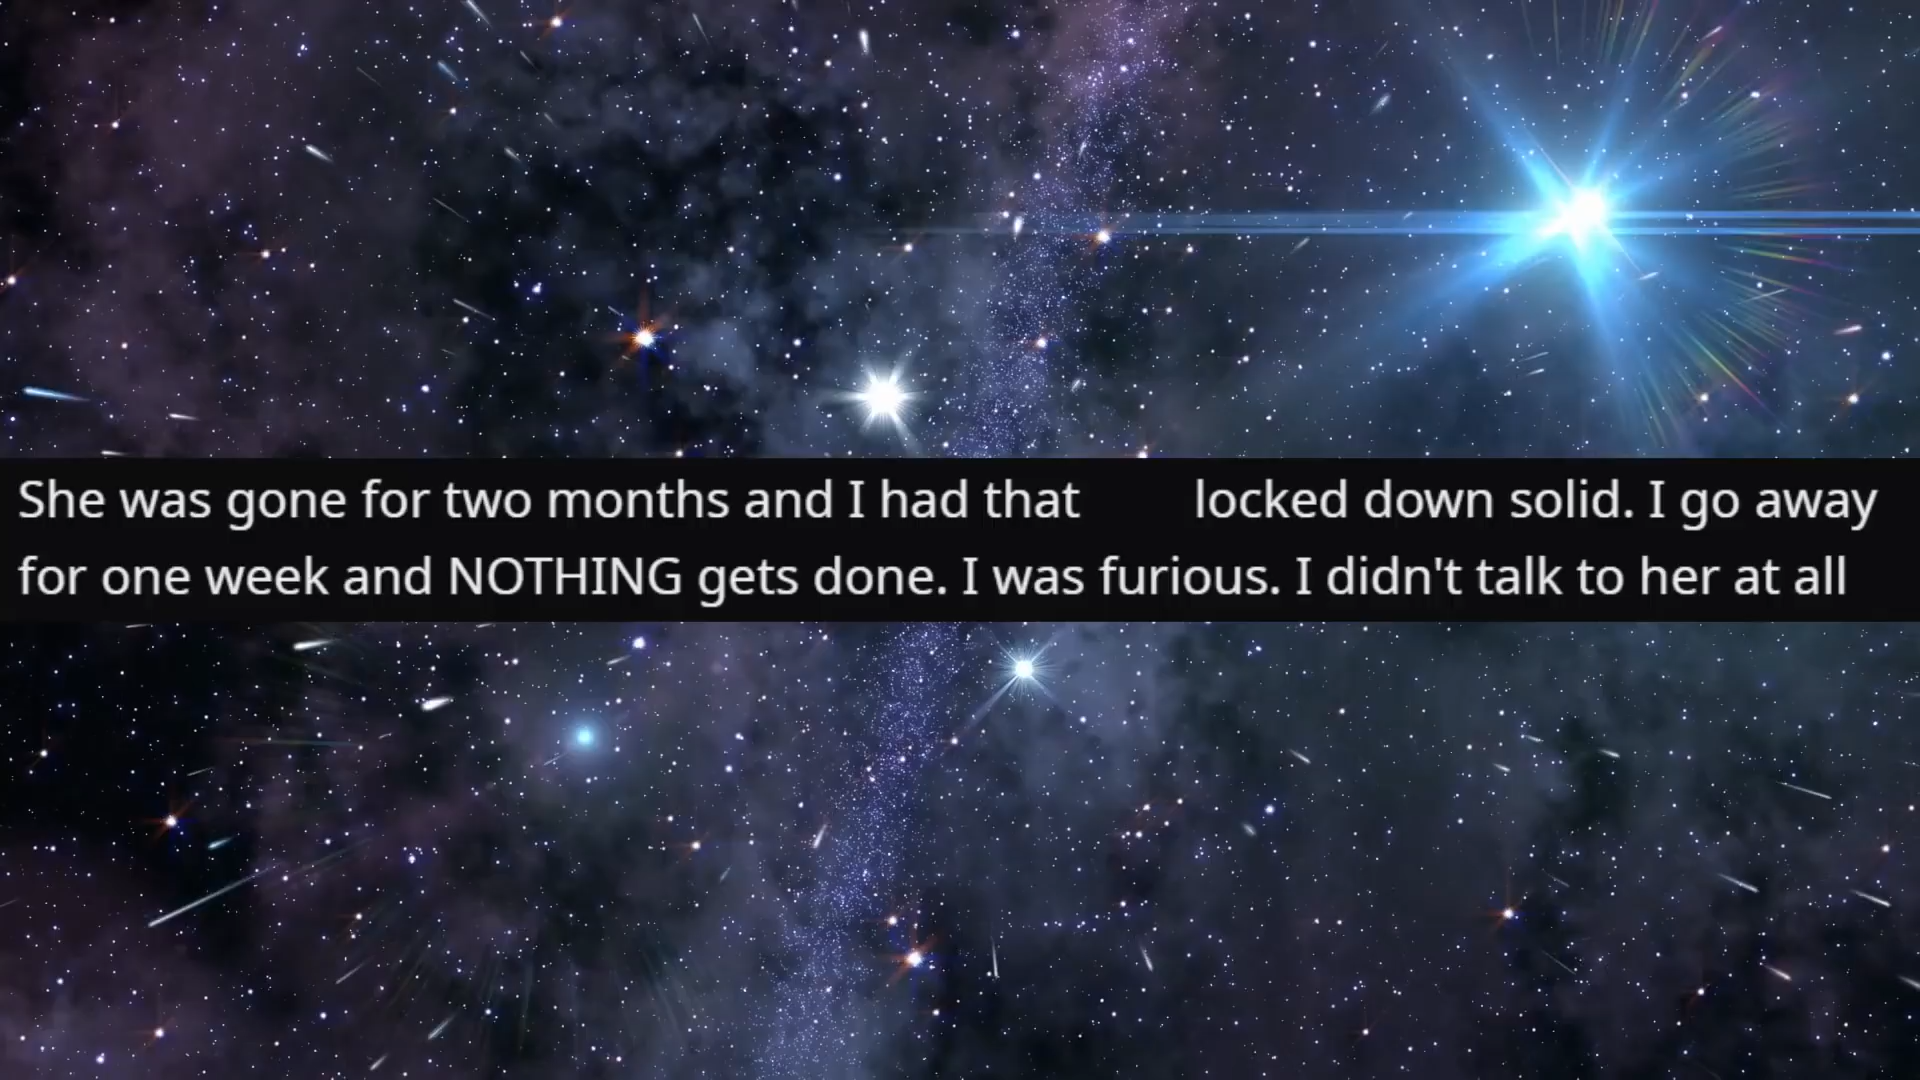 She was gone for two months and I had that locked down solid. I go away
for one week and NOTHING gets done. I was furious. I didn't talk to her at all